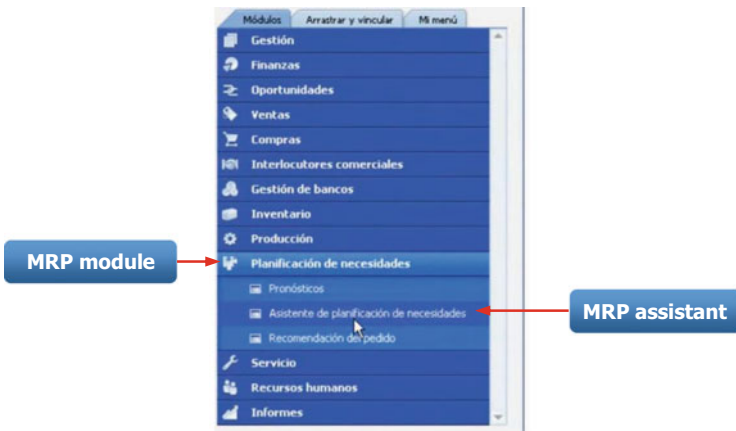 Módulos Arrastrar y vincular Mi menú
Gestión
Finanzas
Oportunidades
Ventas
Compras
Interlocutores comerciales
Gestión de bancos
Inventario
Producción
MRP module
Planificación de necesidades
Pronósticos
Asistente de planificación de necesidades
MRP assistant
Recomendación del pedido
Servicio
Recursos humanos
Informes